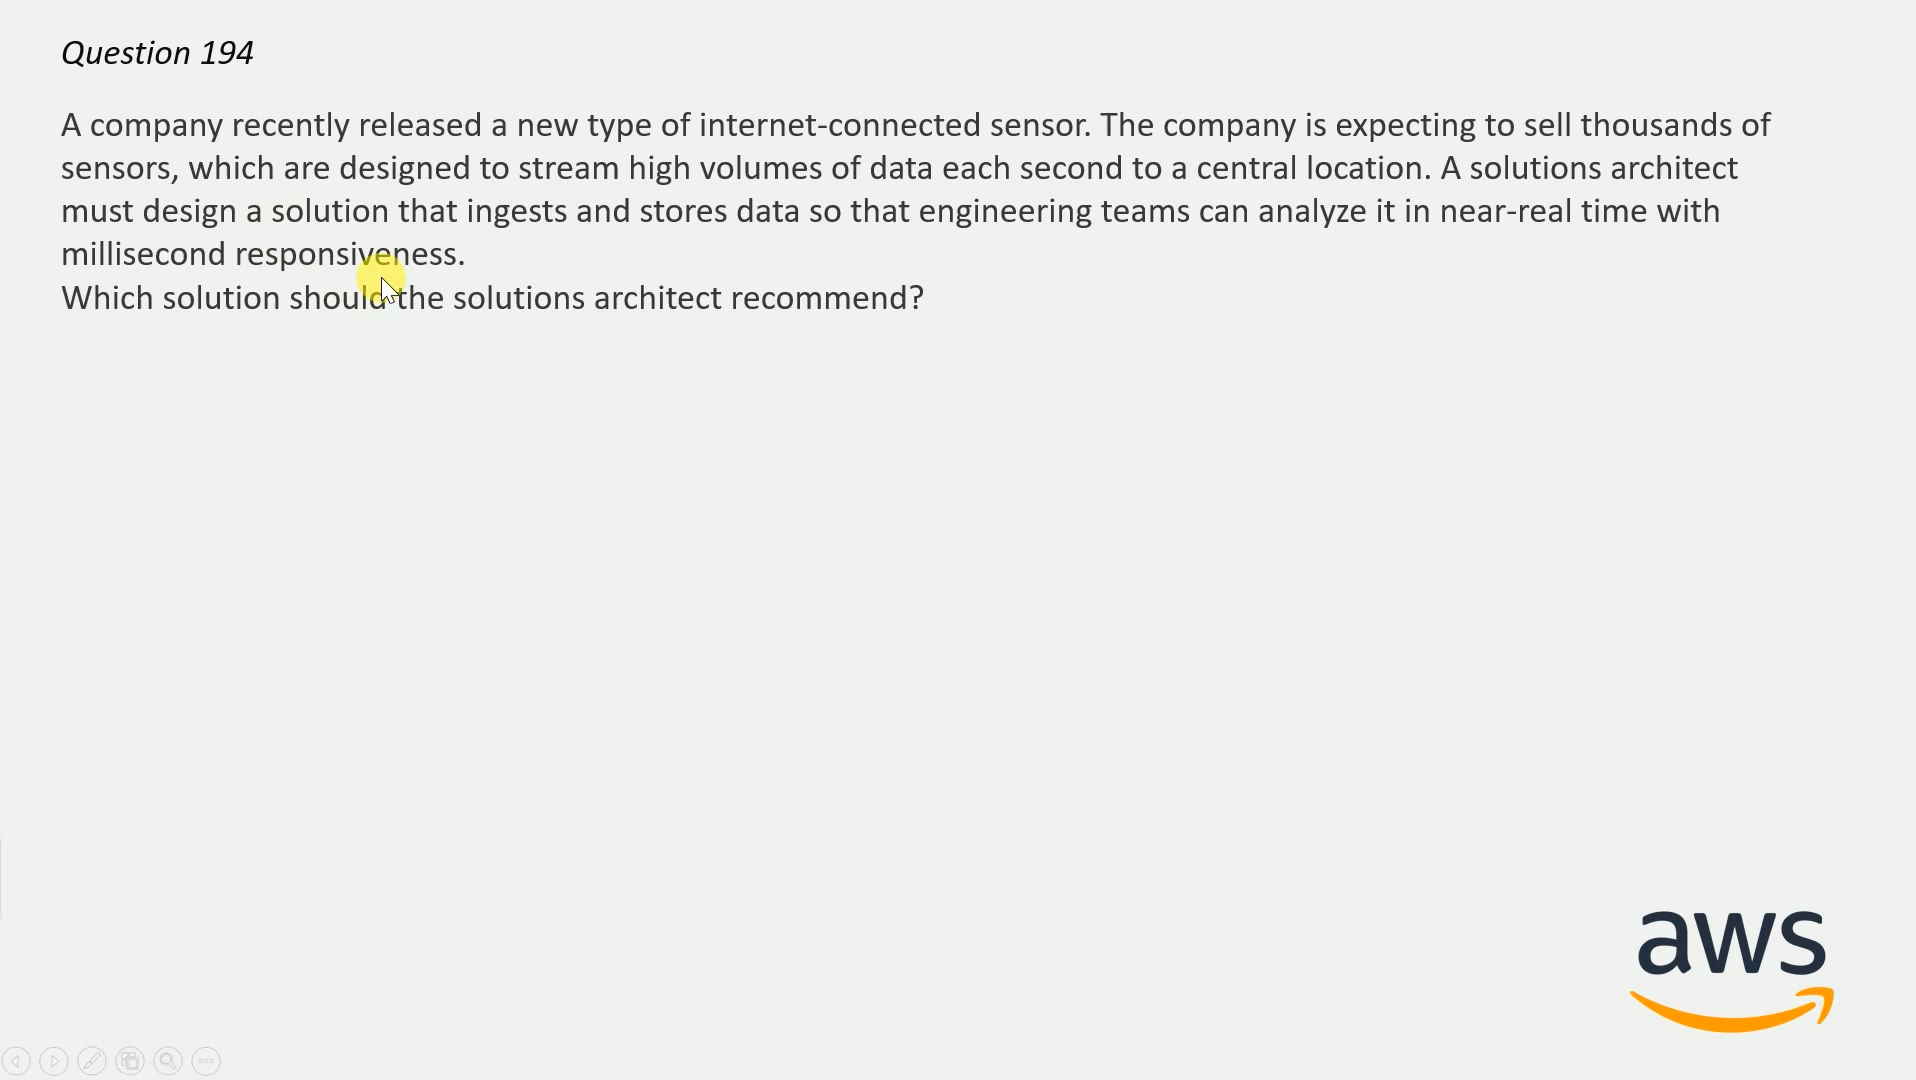 Question 194
A company recently released a new type of internet-connected sensor. The company is expecting to sell thousands of
sensors, which are designed to stream high volumes of data each second to a central location. A solutions architect
must design a solution that ingests and stores data so that engineering teams can analyze it in near-real time with
millisecond responsiveness.
Which solution should the solutions architect recommend?
aws